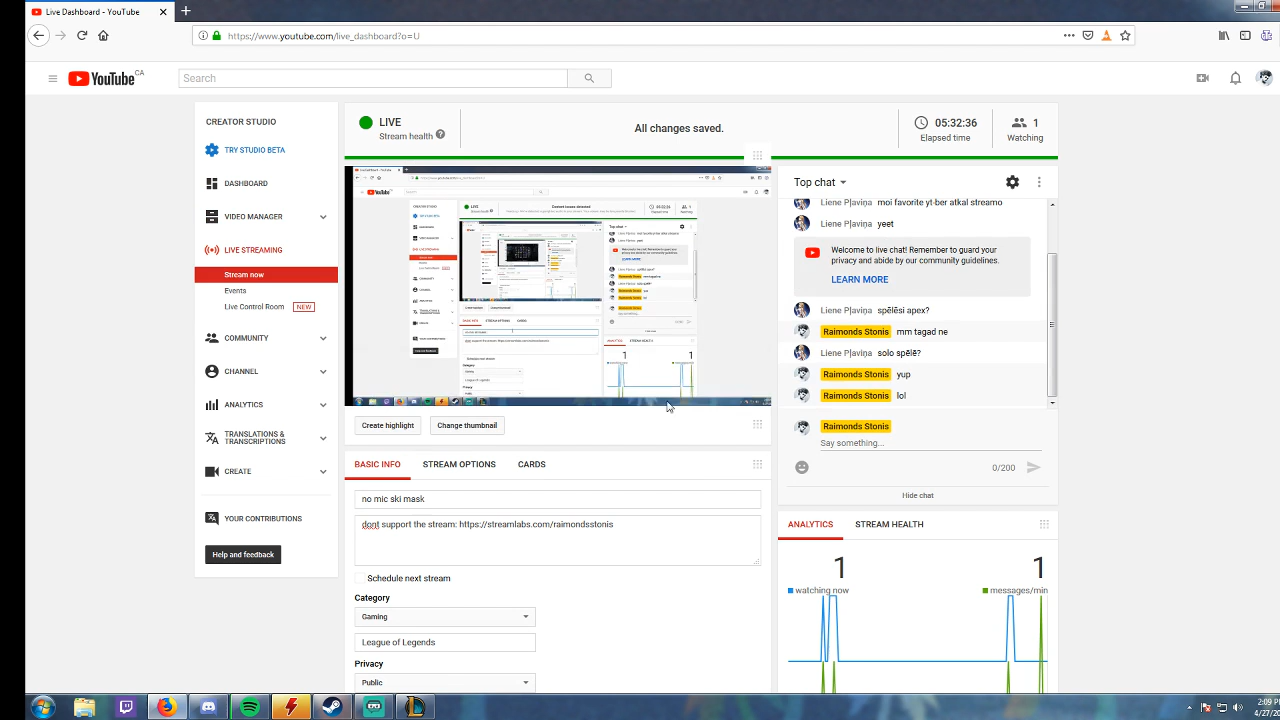 Live Dashboard - YouTube
https://www.youtube.com/live_dashboard?o=U
YouTube CA
Search
CREATOR STUDIO
TRY STUDIO BETA
DASHBOARD
VIDEO MANAGER
LIVE STREAMING
Stream now
Events
Live Control Room NEW
COMMUNITY
CHANNEL
ANALYTICS
TRANSLATIONS &
TRANSCRIPTIONS
CREATE
YOUR CONTRIBUTIONS
Help and feedback
LIVE
Stream health
All changes saved.
05:32:36
Elapsed time
1
Watching
Create highlight
Change thumbnail
BASIC INFO
STREAM OPTIONS
CARDS
no mic ski mask
dont support the stream: https://streamlabs.com/raimondsstonis
Schedule next stream
Category
Gaming
League of Legends
Privacy
Public
Top chat
Liene Pļaviņa moi favorite yt-ber atkal streamo
Liene Pļaviņa yeet
Welcome to live chat! Remember to guard your
privacy and abide by our community guidelines.
LEARN MORE
Liene Pļaviņa spēlēsi apex?
Raimonds Stonis nm tagad ne
Liene Pļaviņa solo spēlē?
Raimonds Stonis yup
Raimonds Stonis lol
Raimonds Stonis
Say something...
0/200
Hide chat
ANALYTICS
STREAM HEALTH
1
watching now
1
messages/min
2:09 P
4/27/20